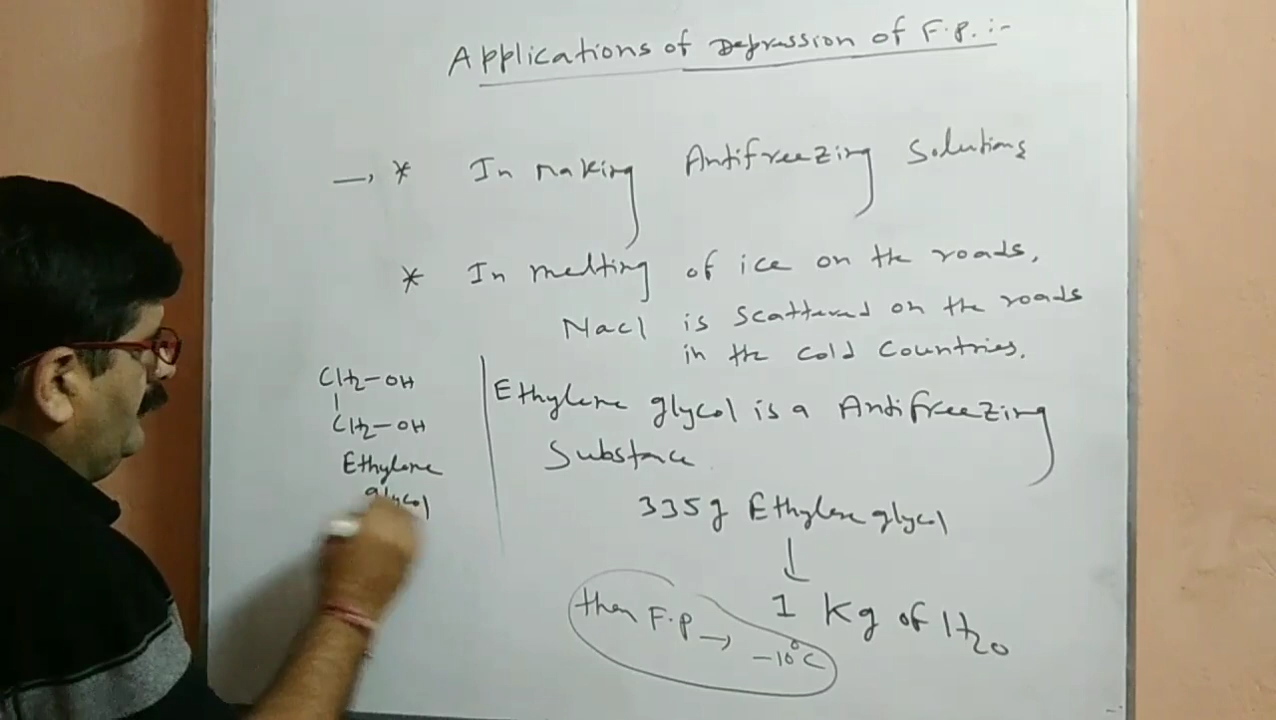 Applications of Depression of F.P. :-
→ * In making Antifreezing Solutions
* In melting of ice on the roads,
NaCl is scattered on the roads
in the cold countries.
CH2-OH
|
CH2-OH
Ethylene
glycol
Ethylene glycol is a Antifreezing
Substance
335g Ethylene glycol
↓
1 Kg of H2O
then F.P → -10°C